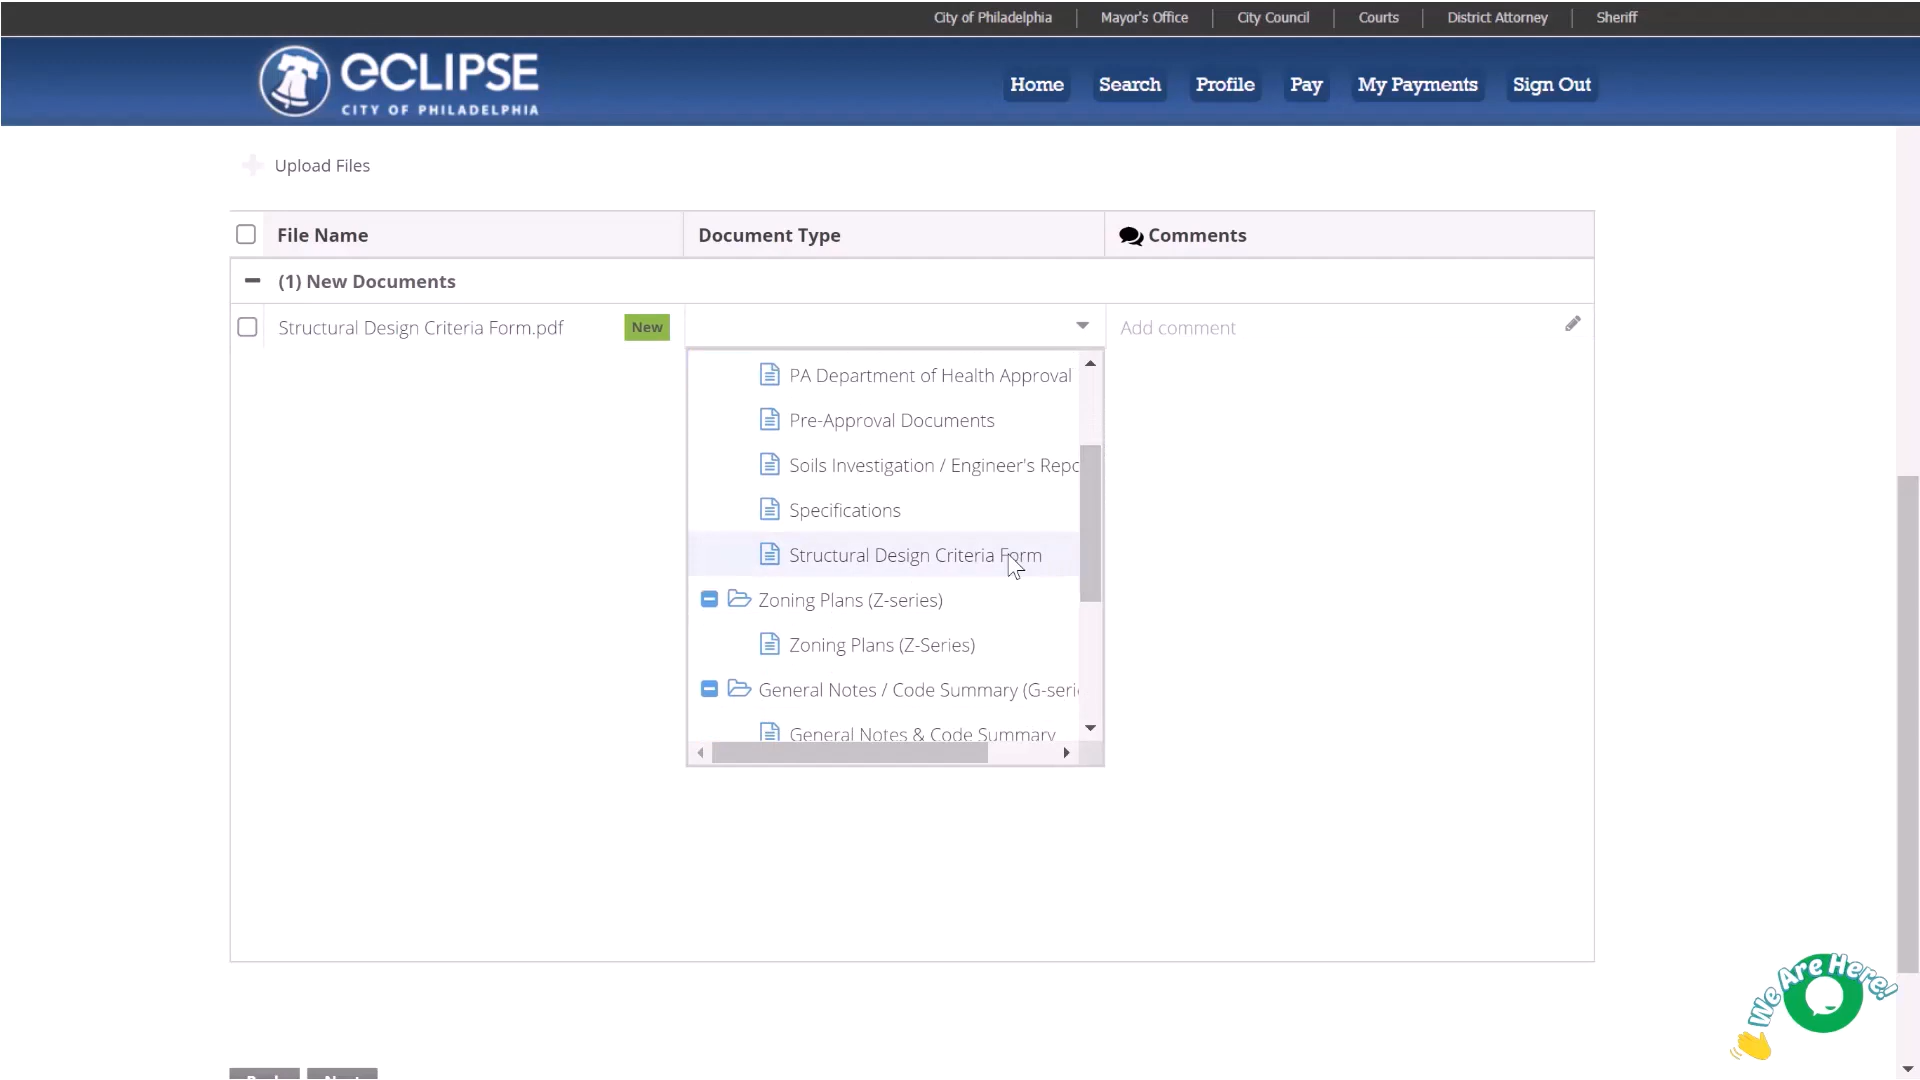 City of Philadelphia
Mayor's Office
City Council
Courts
District Attorney
Sheriff
eCLIPSE
CITY OF PHILADELPHIA
Home
Search
Profile
Pay
My Payments
Sign Out
Upload Files
File Name
Document Type
Comments
(1) New Documents
Structural Design Criteria Form.pdf
New
Add comment
PA Department of Health Approval
Pre-Approval Documents
Soils Investigation / Engineer's Repo
Specifications
Structural Design Criteria Form
Zoning Plans (Z-series)
Zoning Plans (Z-Series)
General Notes / Code Summary (G-seri
General Notes & Code Summary
We Are Here!